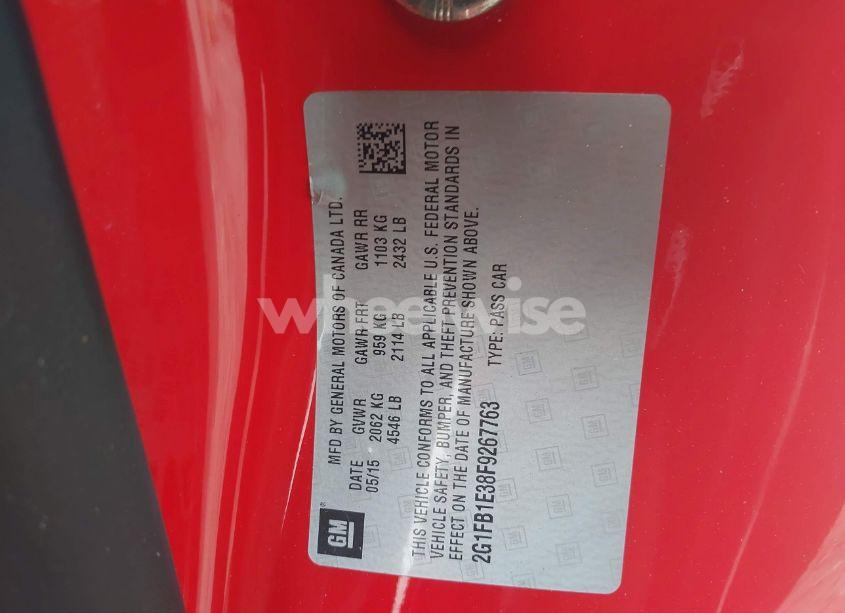 GM
MFD BY GENERAL MOTORS OF CANADA LTD.
DATE GVWR GAWR FRT GAWR RR
05/15 2062 KG 959 KG 1103 KG
4546 LB 2114 LB 2432 LB
THIS VEHICLE CONFORMS TO ALL APPLICABLE U.S. FEDERAL MOTOR
VEHICLE SAFETY, BUMPER, AND THEFT PREVENTION STANDARDS IN
EFFECT ON THE DATE OF MANUFACTURE SHOWN ABOVE.
2G1FB1E38F9267763 TYPE: PASS CAR
wheelwise